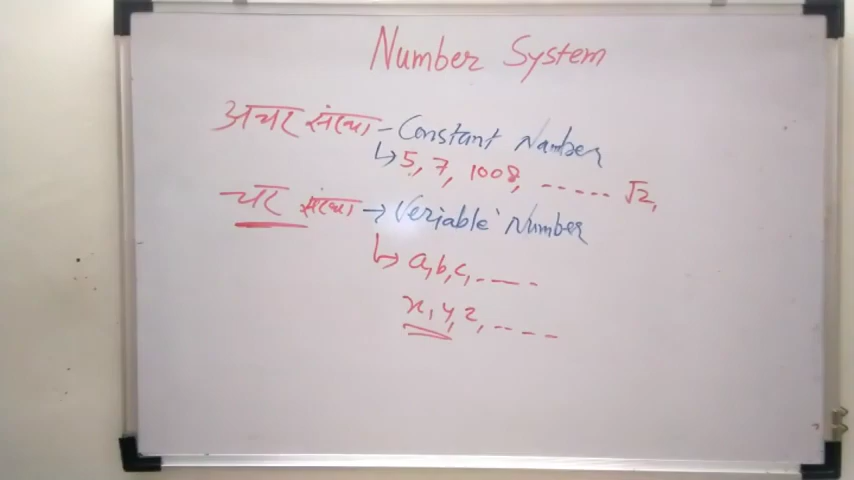 Number System
अचर संख्या - Constant Number
↳ 5, 7, 1008, ------ √2,
चर संख्या → Veriable Number
↳ a, b, c, -----
x, y, z, ----